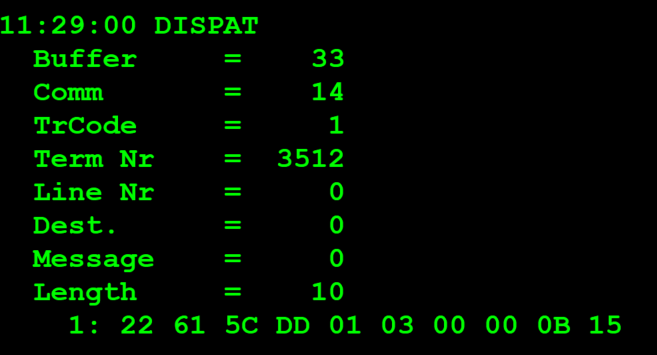 11:29:00 DISPAT
Buffer = 33
Comm = 14
TrCode = 1
Term Nr = 3512
Line Nr = 0
Dest. = 0
Message = 0
Length = 10
1: 22 61 5C DD 01 03 00 00 0B 15